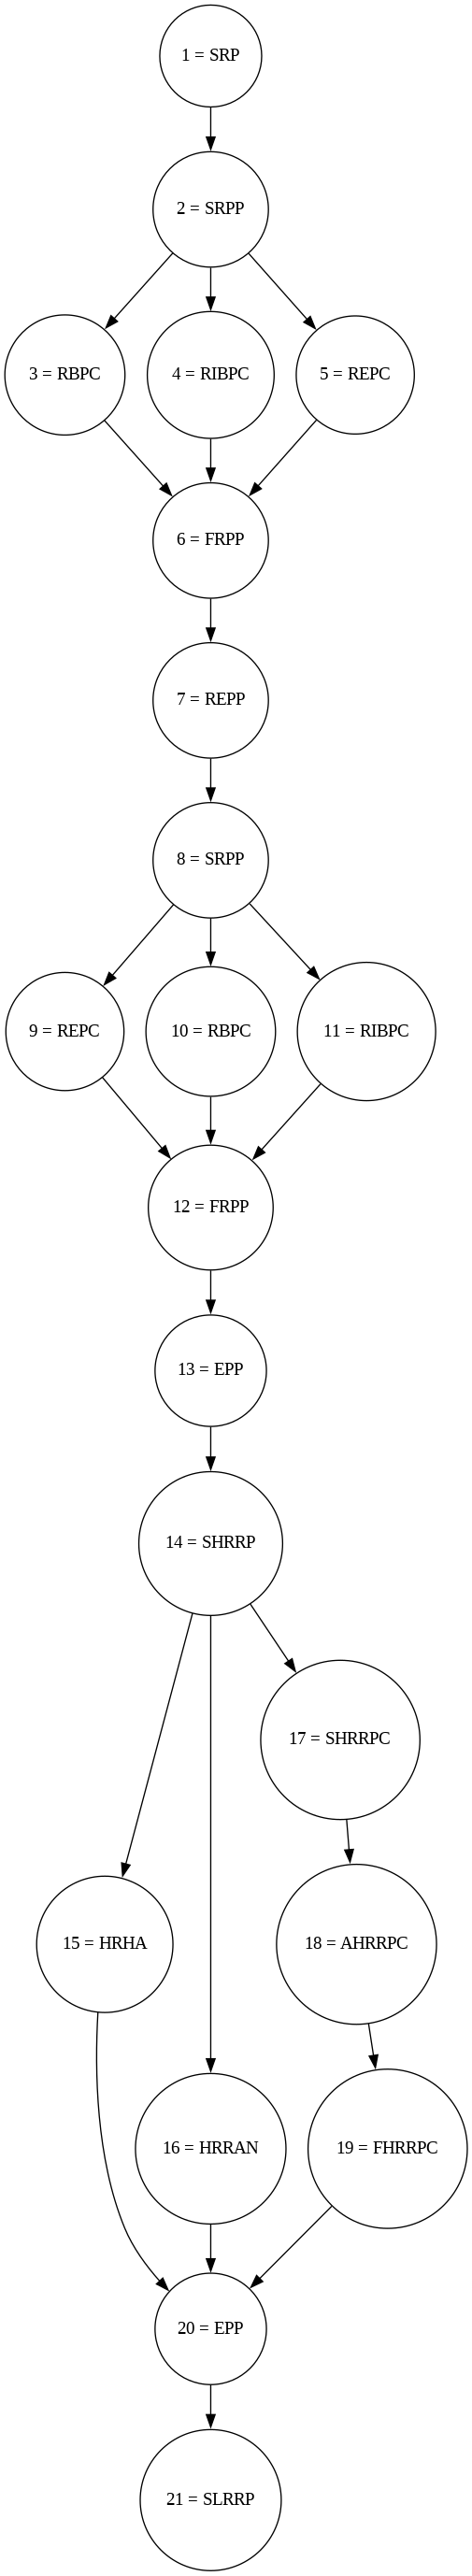 1 = SRP
2 = SRPP
3 = RBPC
4 = RIBPC
5 = REPC
6 = FRPP
7 = REPP
8 = SRPP
9 = REPC
10 = RBPC
11 = RIBPC
12 = FRPP
13 = EPP
14 = SHRRP
17 = SHRRPC
15 = HRHA
18 = AHRRPC
16 = HRRAN
19 = FHRRPC
20 = EPP
21 = SLRRP